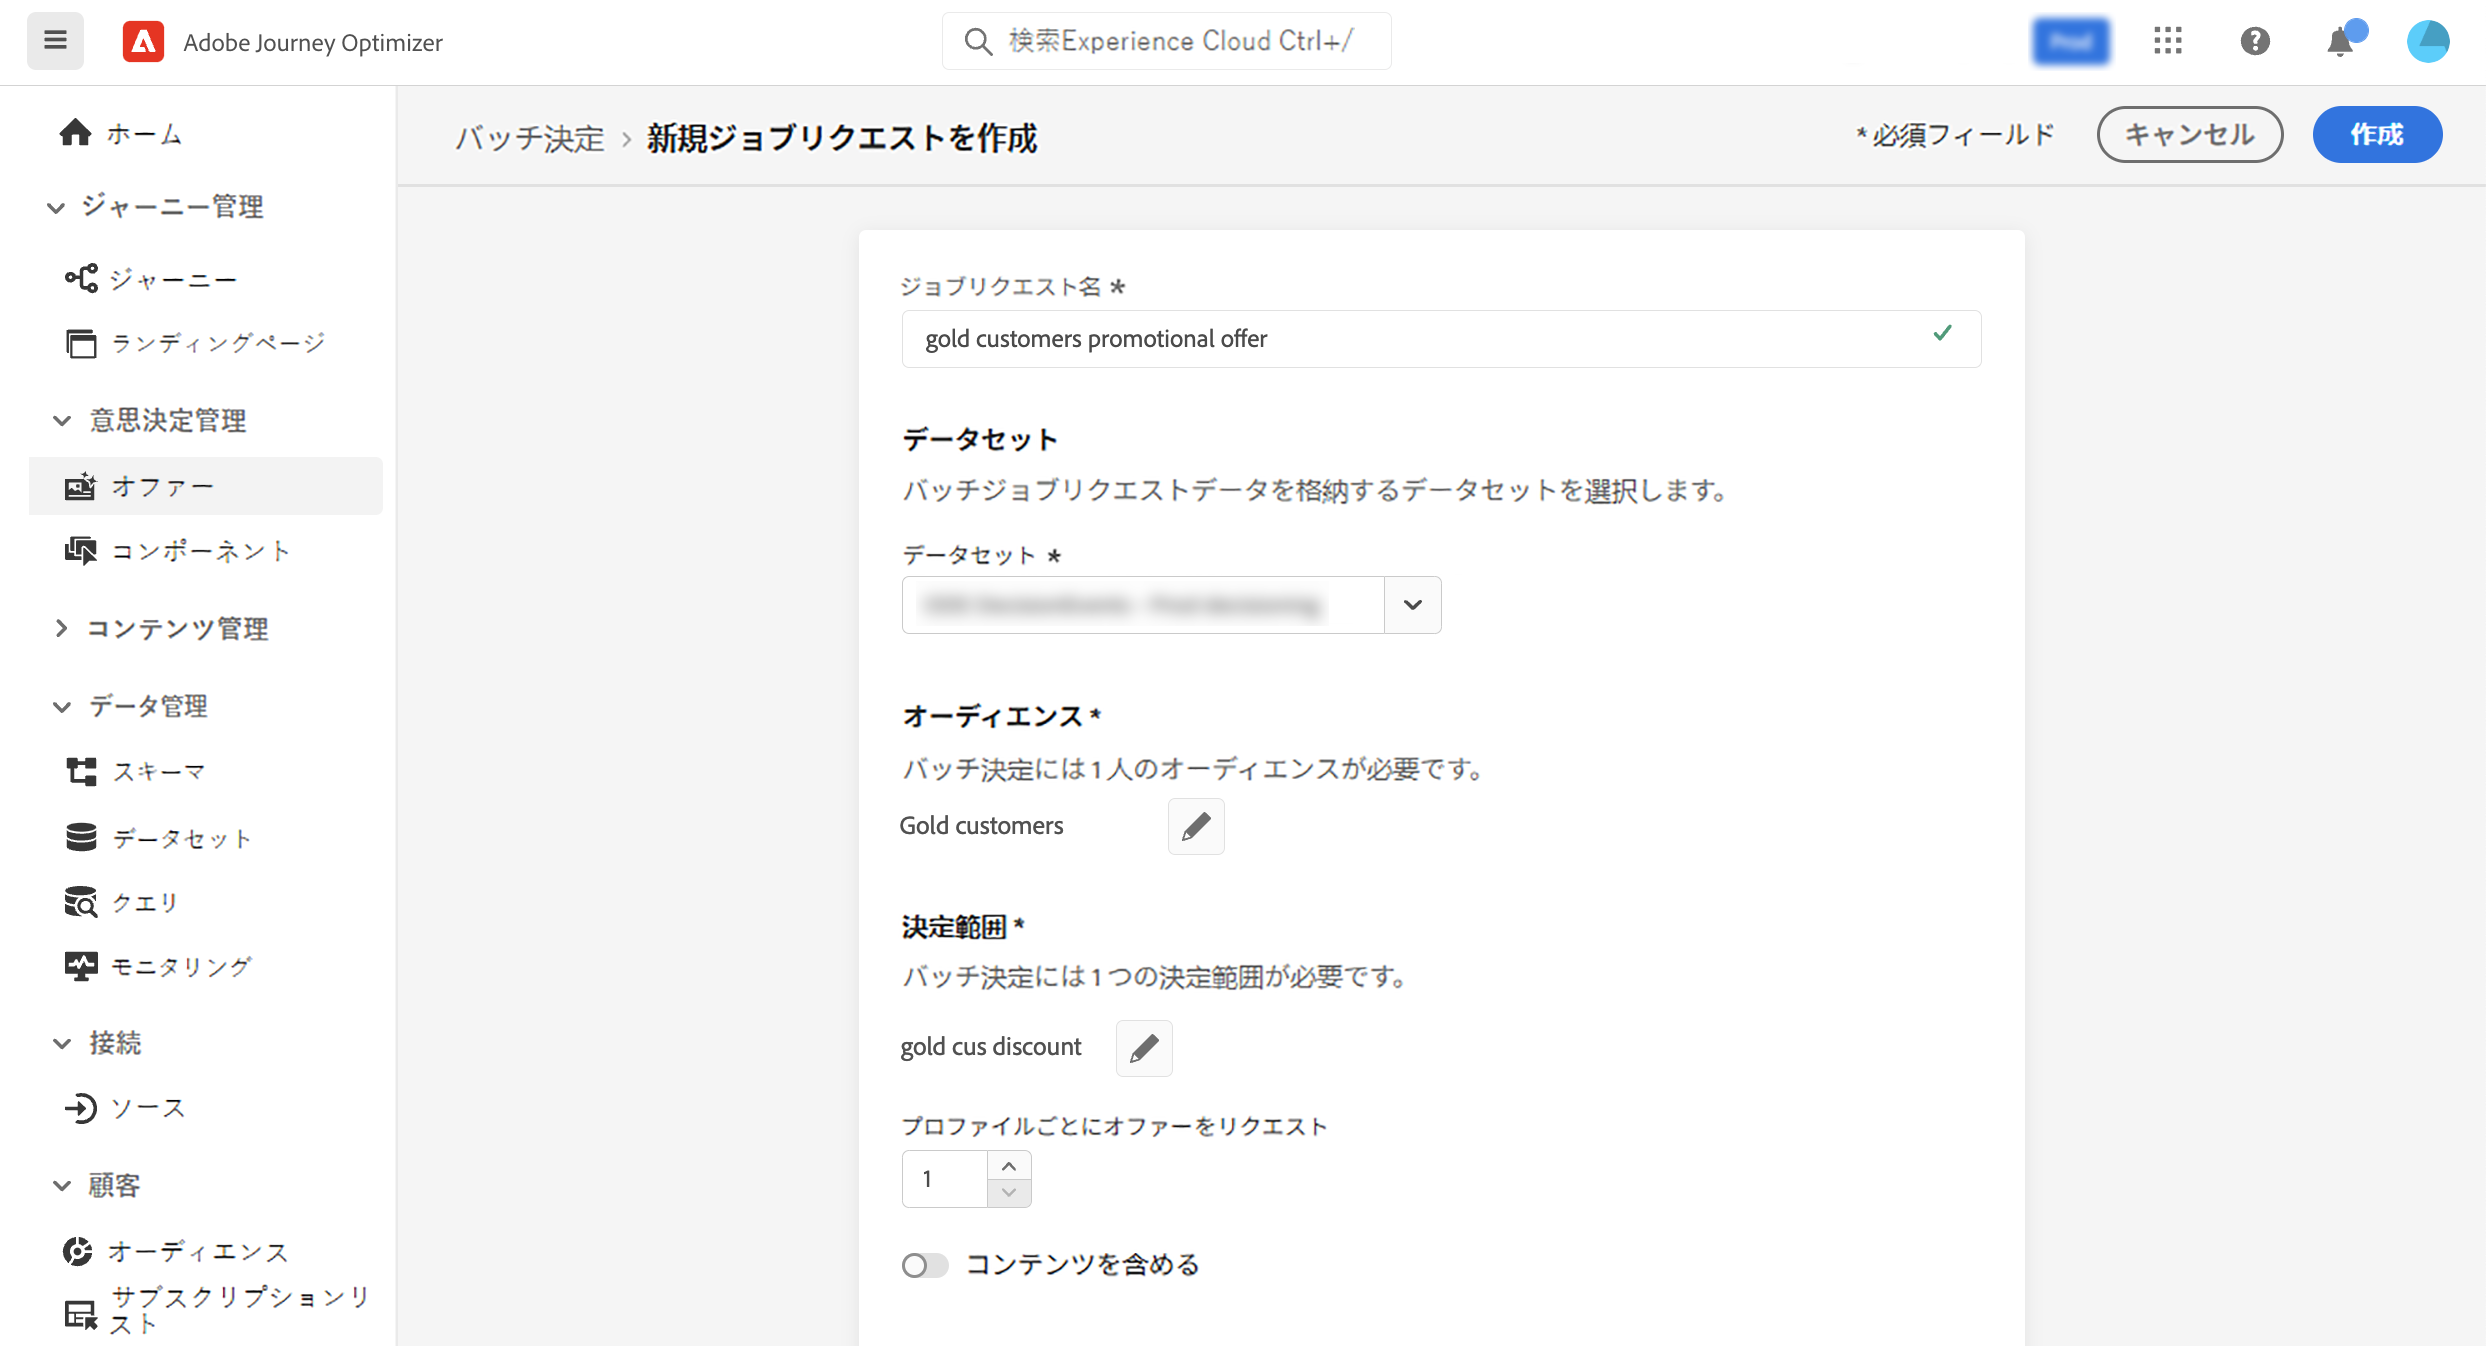 Adobe Journey Optimizer
検索Experience Cloud Ctrl+/
ホーム
ジャーニー管理
ジャーニー
ランディングページ
意思決定管理
オファー
コンポーネント
コンテンツ管理
データ管理
スキーマ
データセット
クエリ
モニタリング
接続
ソース
顧客
オーディエンス
サブスクリプションリ
スト
バッチ決定 › 新規ジョブリクエストを作成
* 必須フィールド
キャンセル
作成
ジョブリクエスト名 *
gold customers promotional offer
データセット
バッチジョブリクエストデータを格納するデータセットを選択します。
データセット *
オーディエンス *
バッチ決定には 1 人のオーディエンスが必要です。
Gold customers
決定範囲 *
バッチ決定には 1 つの決定範囲が必要です。
gold cus discount
プロファイルごとにオファーをリクエスト
1
コンテンツを含める